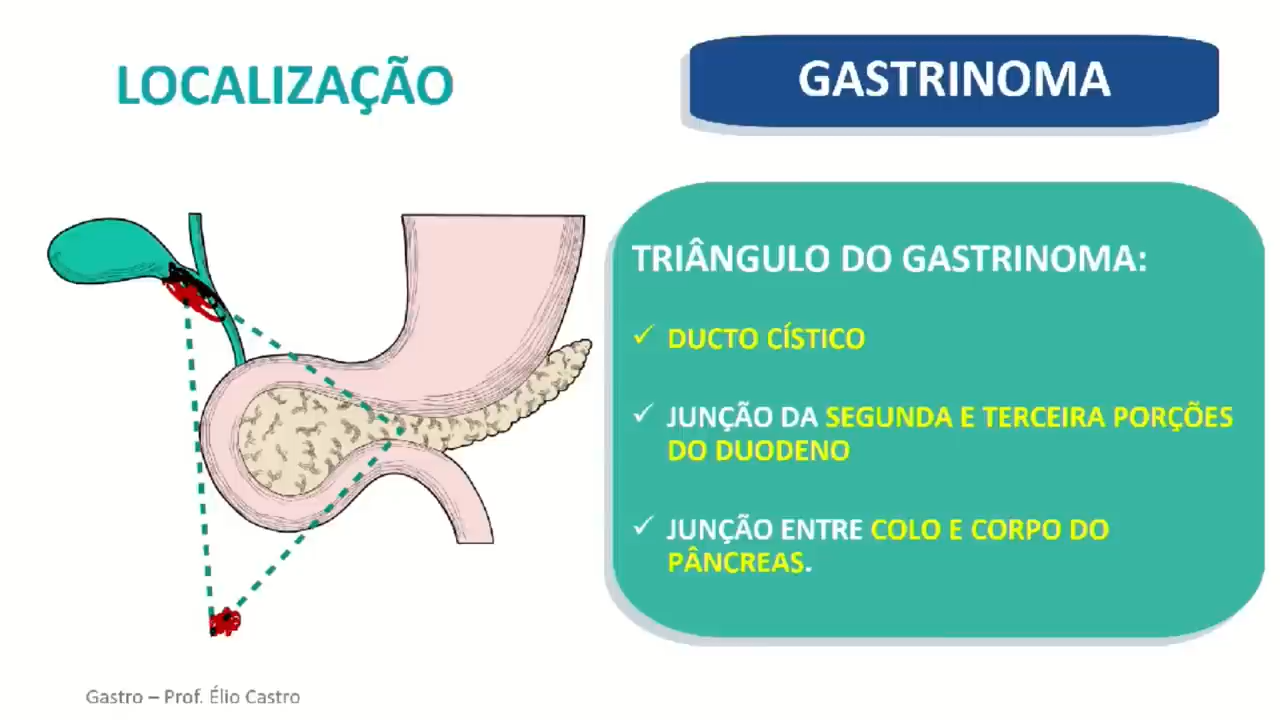 LOCALIZAÇÃO
GASTRINOMA
TRIÂNGULO DO GASTRINOMA:
✓ DUCTO CÍSTICO
✓ JUNÇÃO DA SEGUNDA E TERCEIRA PORÇÕES
DO DUODENO
✓ JUNÇÃO ENTRE COLO E CORPO DO
PÂNCREAS.
Gastro – Prof. Élio Castro